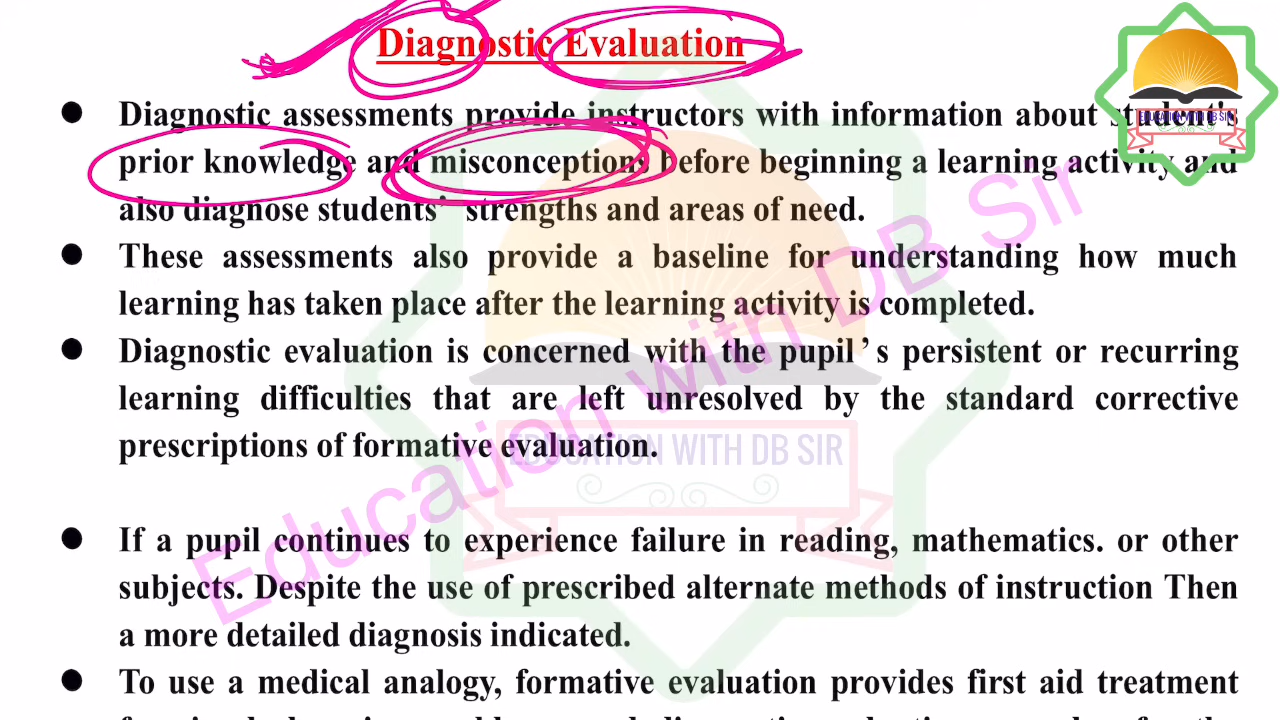 Diagnostic Evaluation
EDUCATION WITH DB SIR
● Diagnostic assessments provide instructors with information about student's
prior knowledge and misconceptions before beginning a learning activity and
also diagnose students' strengths and areas of need.
● These assessments also provide a baseline for understanding how much
learning has taken place after the learning activity is completed.
● Diagnostic evaluation is concerned with the pupil's persistent or recurring
learning difficulties that are left unresolved by the standard corrective
prescriptions of formative evaluation.
EDUCATION WITH DB SIR
Education with DB Sir
● If a pupil continues to experience failure in reading, mathematics. or other
subjects. Despite the use of prescribed alternate methods of instruction Then
a more detailed diagnosis indicated.
● To use a medical analogy, formative evaluation provides first aid treatment